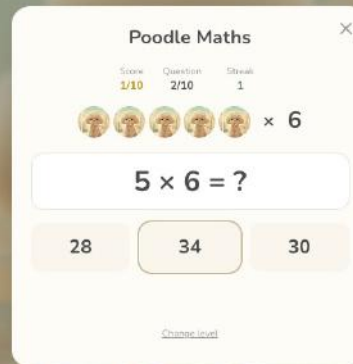 Poodle Maths
Score Question Streak
1/10 2/10 1
× 6
5 × 6 = ?
28 34 30
Change level